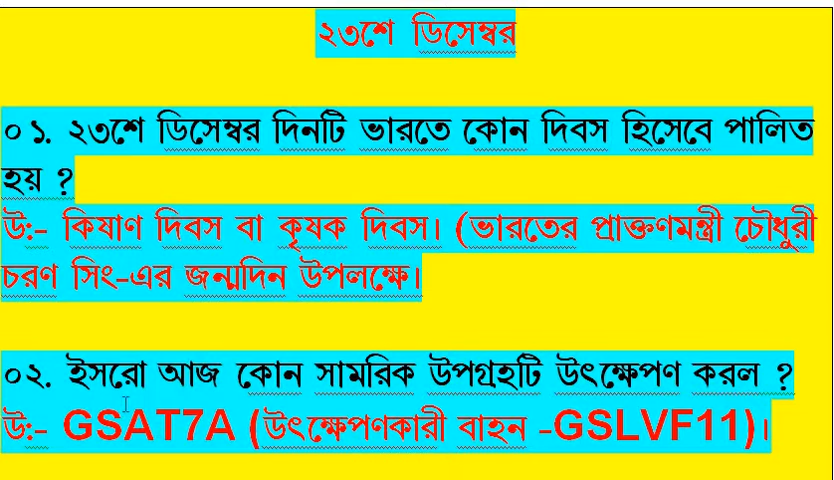 ২৩শে ডিসেম্বর
০১. ২৩শে ডিসেম্বর দিনটি ভারতে কোন দিবস হিসেবে পালিত
হয় ?
উ:- কিষাণ দিবস বা কৃষক দিবস। (ভারতের প্রাক্তণমন্ত্রী চৌধুরী
চরণ সিং-এর জন্মদিন উপলক্ষে।
০২. ইসরো আজ কোন সামরিক উপগ্রহটি উৎক্ষেপণ করল ?
উ:- GSAT7A (উৎক্ষেপণকারী বাহন -GSLVF11)।